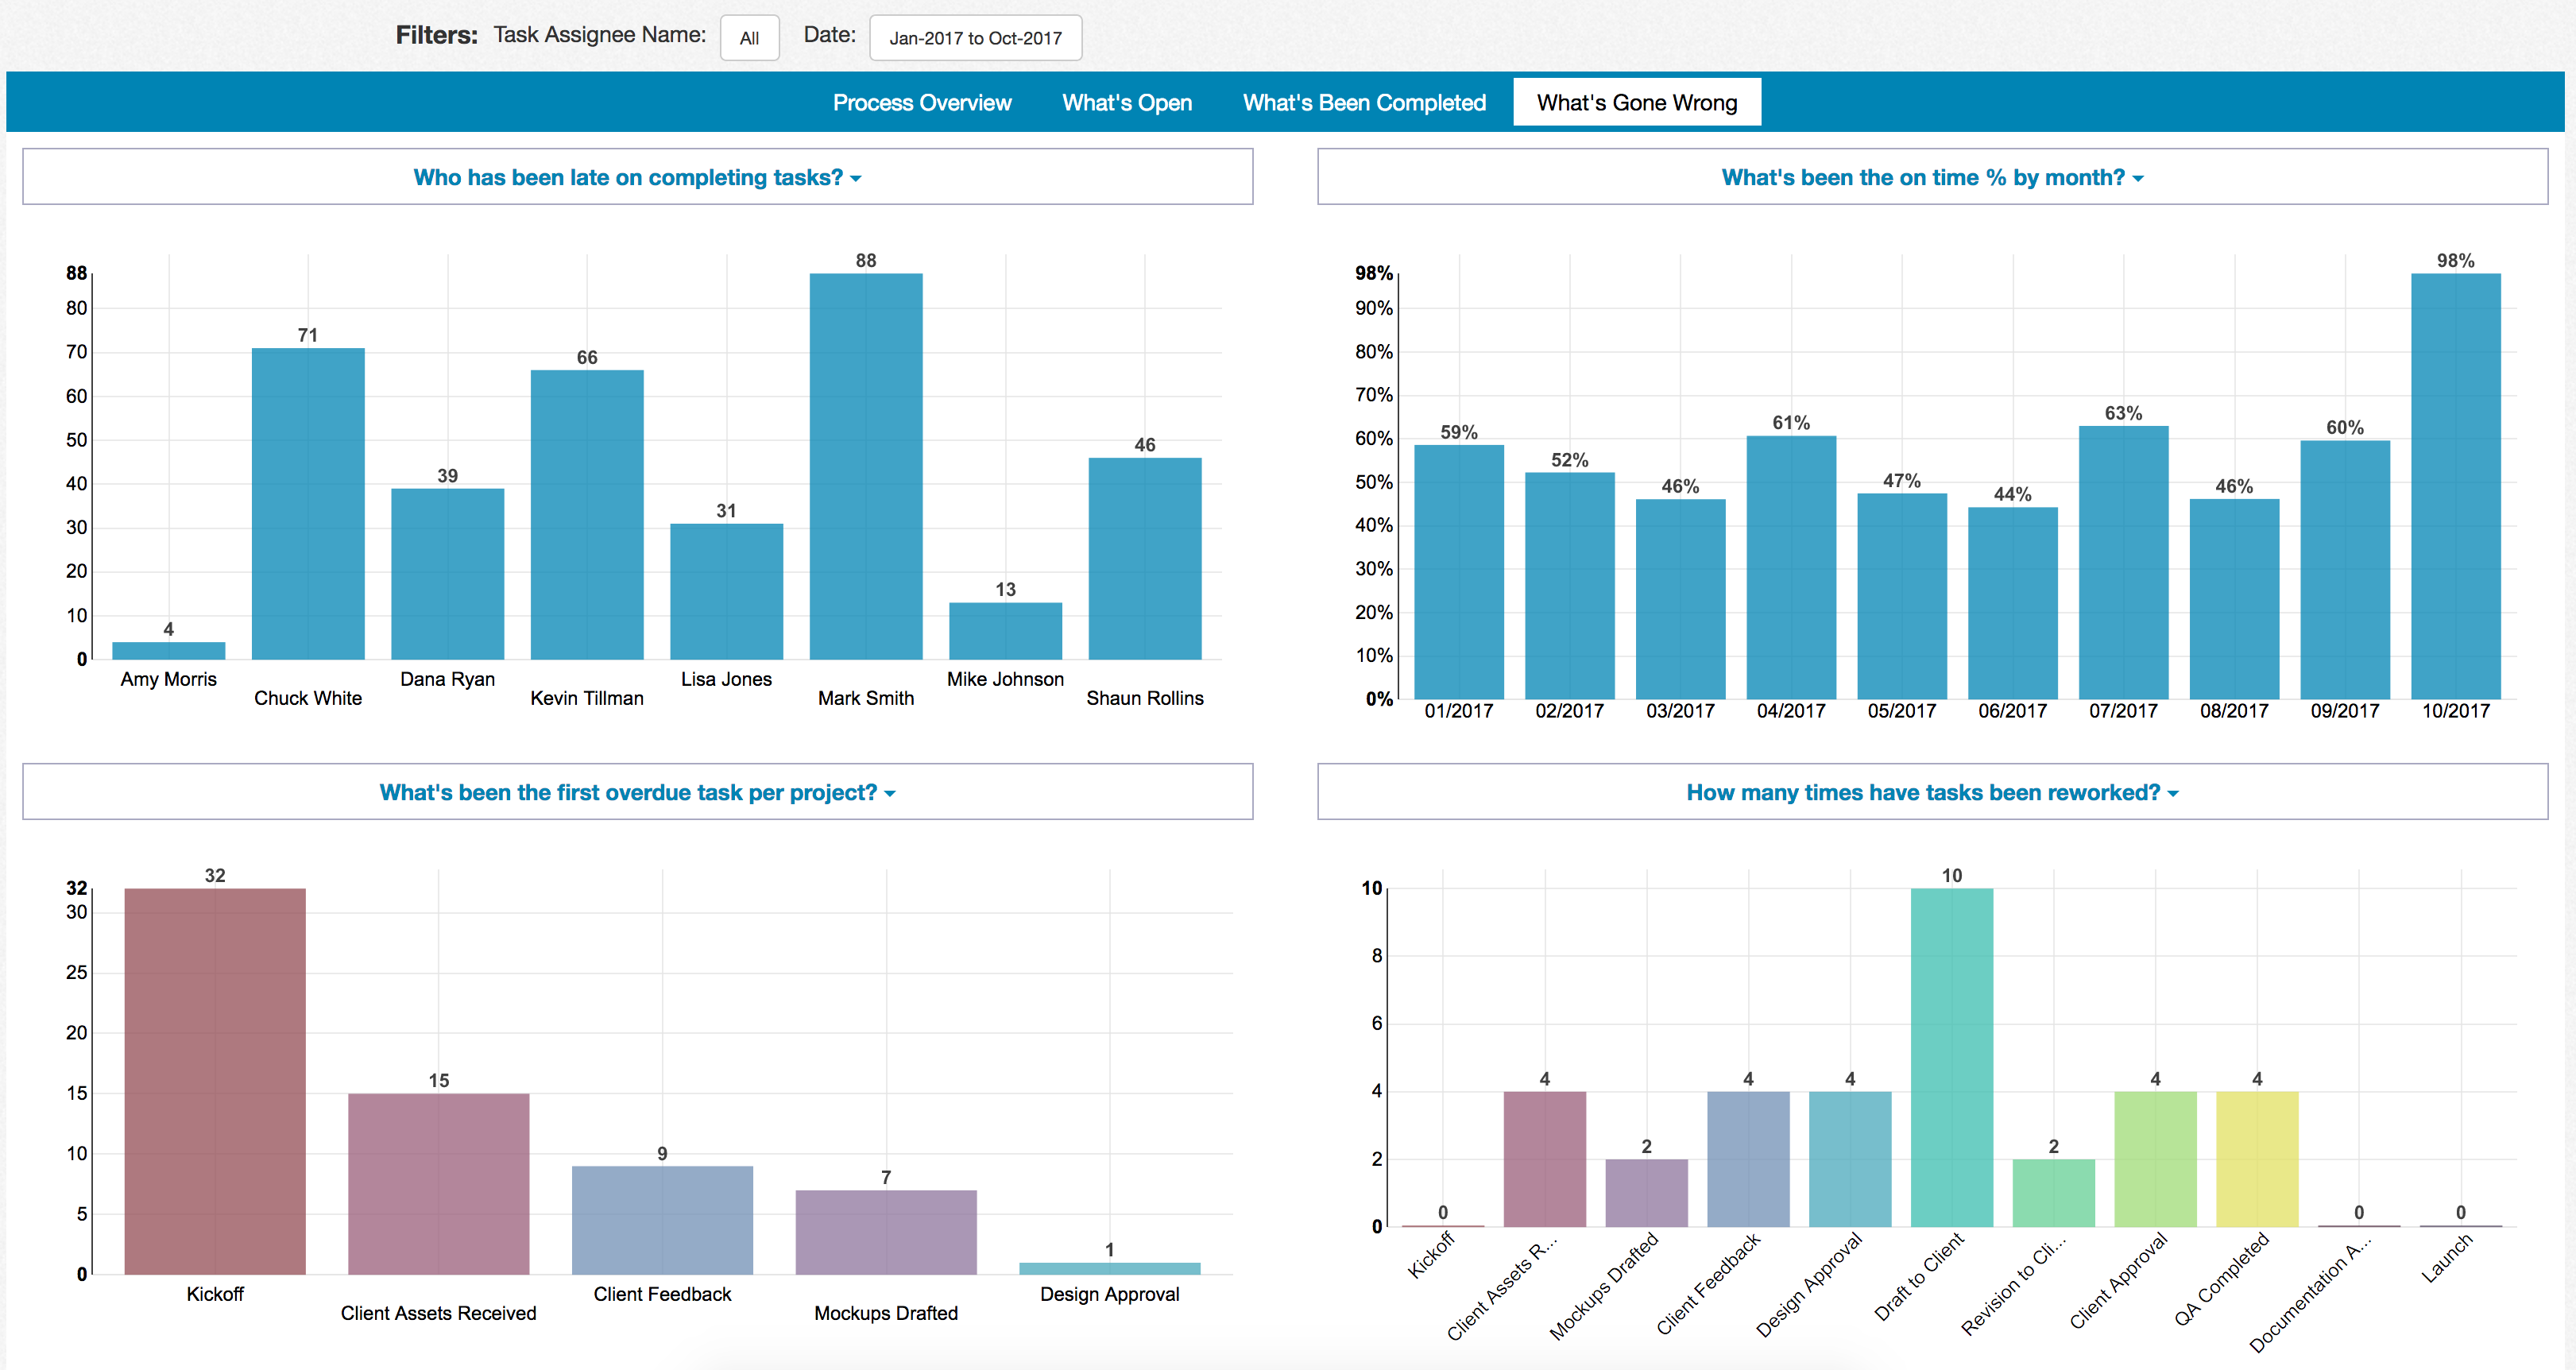 Filters: Task Assignee Name: All Date: Jan-2017 to Oct-2017
Process Overview What's Open What's Been Completed What's Gone Wrong
Who has been late on completing tasks?
88
80
70
60
50
40
30
20
10
0
4
71
39
66
31
88
13
46
Amy Morris
Chuck White
Dana Ryan
Kevin Tillman
Lisa Jones
Mark Smith
Mike Johnson
Shaun Rollins
What's been the on time % by month?
98%
90%
80%
70%
60%
50%
40%
30%
20%
10%
0%
59%
52%
46%
61%
47%
44%
63%
46%
60%
98%
01/2017
02/2017
03/2017
04/2017
05/2017
06/2017
07/2017
08/2017
09/2017
10/2017
What's been the first overdue task per project?
32
30
25
20
15
10
5
0
32
15
9
7
1
Kickoff
Client Assets Received
Client Feedback
Mockups Drafted
Design Approval
How many times have tasks been reworked?
10
8
6
4
2
0
0
4
2
4
4
10
2
4
4
0
0
Kickoff
Client Assets R...
Mockups Drafted
Client Feedback
Design Approval
Draft to Client
Revision to Cli...
Client Approval
QA Completed
Documentation A...
Launch